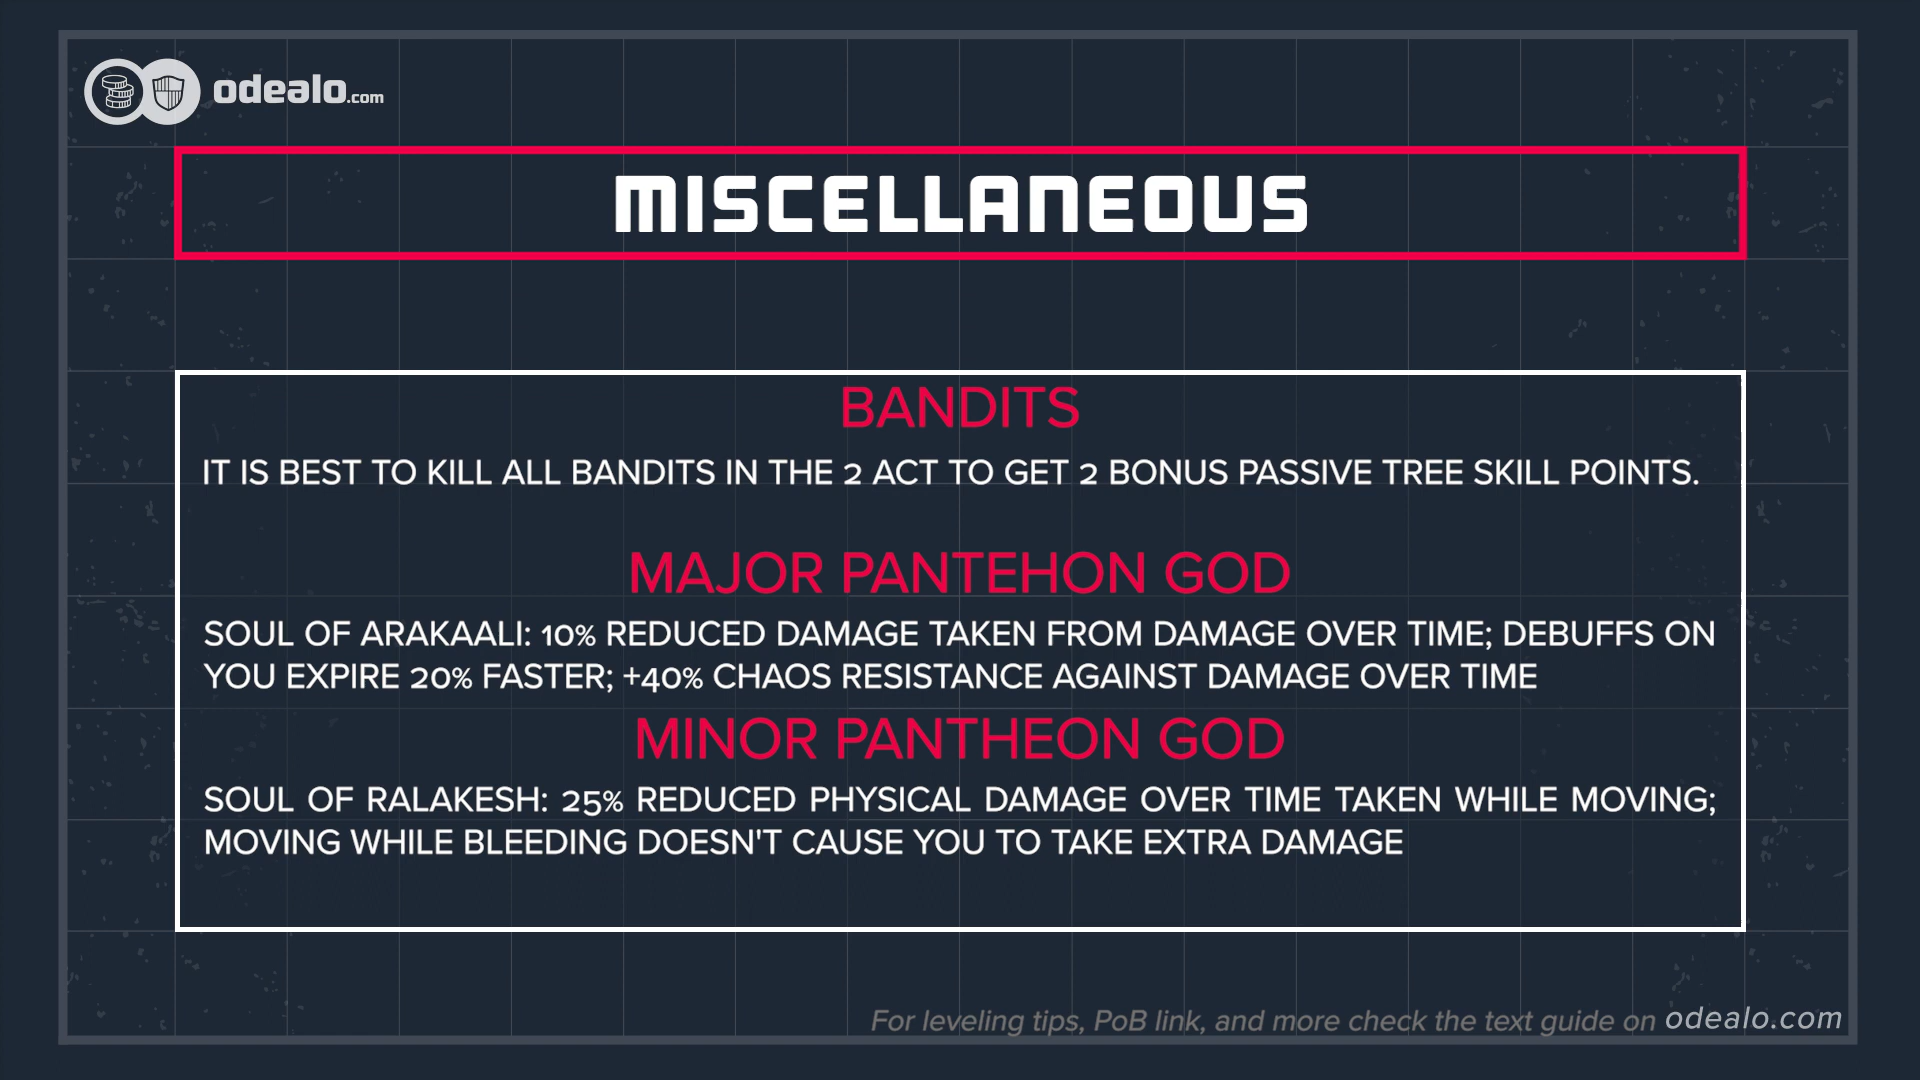 odealo.com
MISCELLANEOUS
BANDITS
IT IS BEST TO KILL ALL BANDITS IN THE 2 ACT TO GET 2 BONUS PASSIVE TREE SKILL POINTS.
MAJOR PANTEHON GOD
SOUL OF ARAKAALI: 10% REDUCED DAMAGE TAKEN FROM DAMAGE OVER TIME; DEBUFFS ON
YOU EXPIRE 20% FASTER; +40% CHAOS RESISTANCE AGAINST DAMAGE OVER TIME
MINOR PANTHEON GOD
SOUL OF RALAKESH: 25% REDUCED PHYSICAL DAMAGE OVER TIME TAKEN WHILE MOVING;
MOVING WHILE BLEEDING DOESN'T CAUSE YOU TO TAKE EXTRA DAMAGE
For leveling tips, PoB link, and more check the text guide on odealo.com